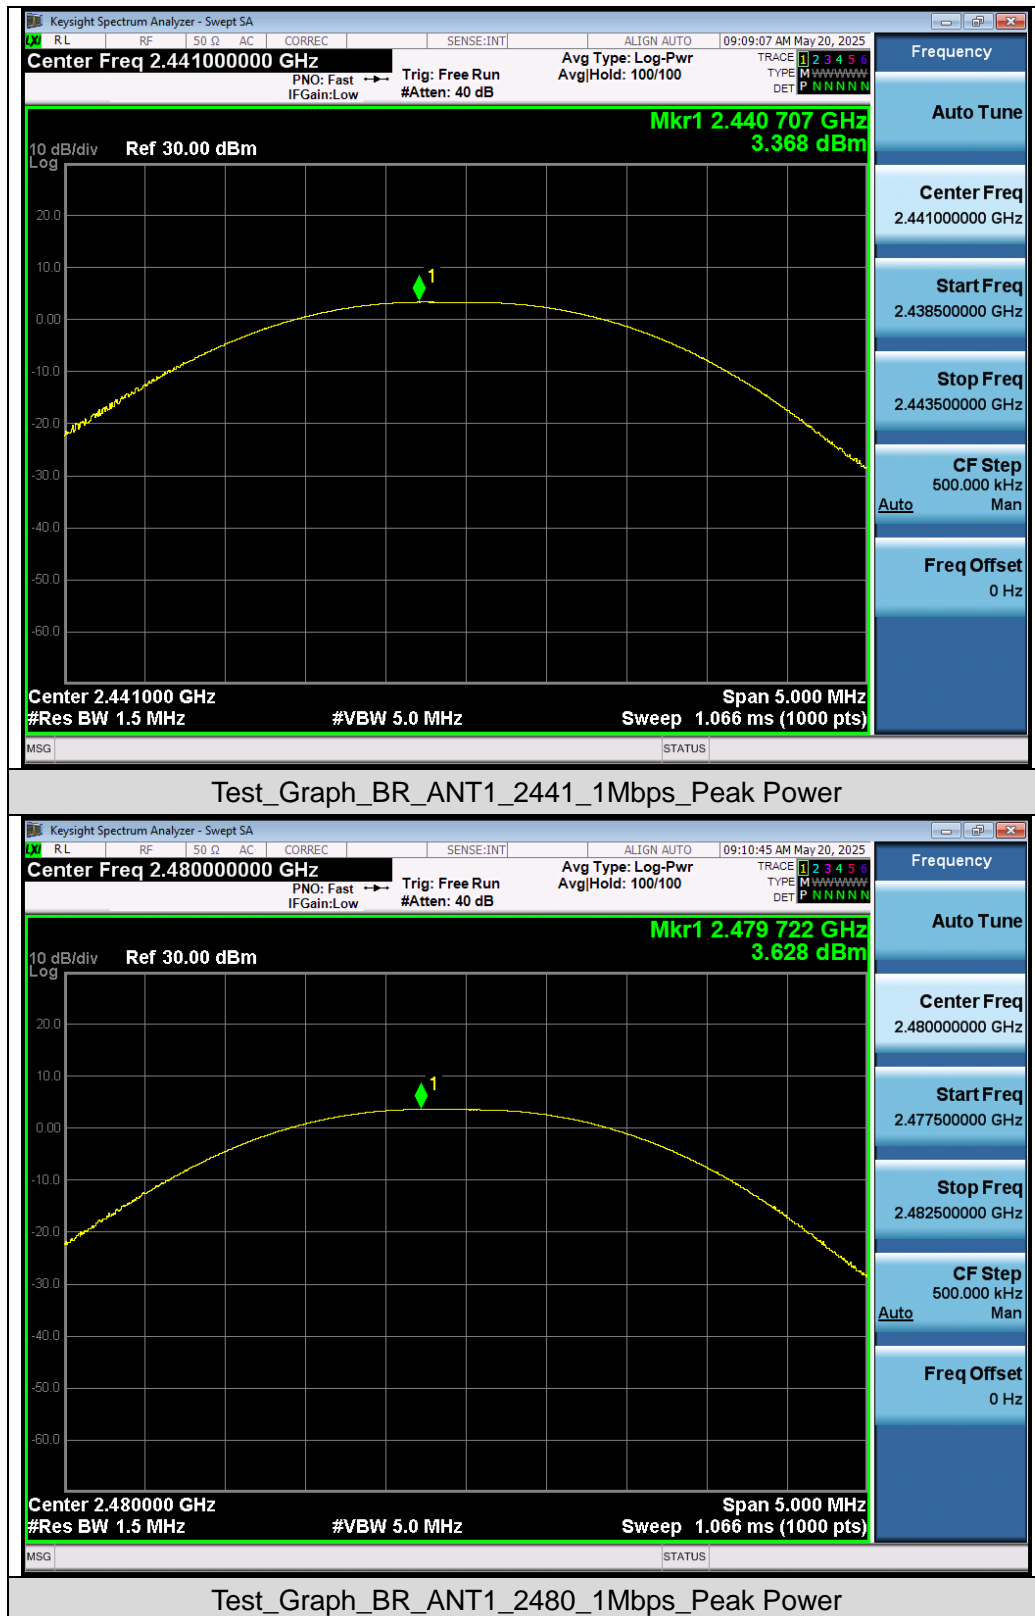 Keysight Spectrum Analyzer - Swept SA
LXI RL RF 50 Ω AC CORREC SENSE:INT ALIGN AUTO 09:09:07 AM May 20, 2025
Center Freq 2.441000000 GHz
PNO: Fast
IFGain:Low
Trig: Free Run
#Atten: 40 dB
Avg Type: Log-Pwr
Avg|Hold: 100/100
TRACE 1 2 3 4 5 6
TYPE M W W W W W
DET P N N N N N
Mkr1 2.440 707 GHz
3.368 dBm
10 dB/div Ref 30.00 dBm
Log
20.0
10.0
1
0.00
-10.0
-20.0
-30.0
-40.0
-50.0
-60.0
Center 2.441000 GHz Span 5.000 MHz
#Res BW 1.5 MHz #VBW 5.0 MHz Sweep 1.066 ms (1000 pts)
MSG STATUS
Frequency
Auto Tune
Center Freq
2.441000000 GHz
Start Freq
2.438500000 GHz
Stop Freq
2.443500000 GHz
CF Step
500.000 kHz
Auto Man
Freq Offset
0 Hz
Test_Graph_BR_ANT1_2441_1Mbps_Peak Power
Keysight Spectrum Analyzer - Swept SA
LXI RL RF 50 Ω AC CORREC SENSE:INT ALIGN AUTO 09:10:45 AM May 20, 2025
Center Freq 2.480000000 GHz
PNO: Fast
IFGain:Low
Trig: Free Run
#Atten: 40 dB
Avg Type: Log-Pwr
Avg|Hold: 100/100
TRACE 1 2 3 4 5 6
TYPE M W W W W W
DET P N N N N N
Mkr1 2.479 722 GHz
3.628 dBm
10 dB/div Ref 30.00 dBm
Log
20.0
10.0
1
0.00
-10.0
-20.0
-30.0
-40.0
-50.0
-60.0
Center 2.480000 GHz Span 5.000 MHz
#Res BW 1.5 MHz #VBW 5.0 MHz Sweep 1.066 ms (1000 pts)
MSG STATUS
Frequency
Auto Tune
Center Freq
2.480000000 GHz
Start Freq
2.477500000 GHz
Stop Freq
2.482500000 GHz
CF Step
500.000 kHz
Auto Man
Freq Offset
0 Hz
Test_Graph_BR_ANT1_2480_1Mbps_Peak Power